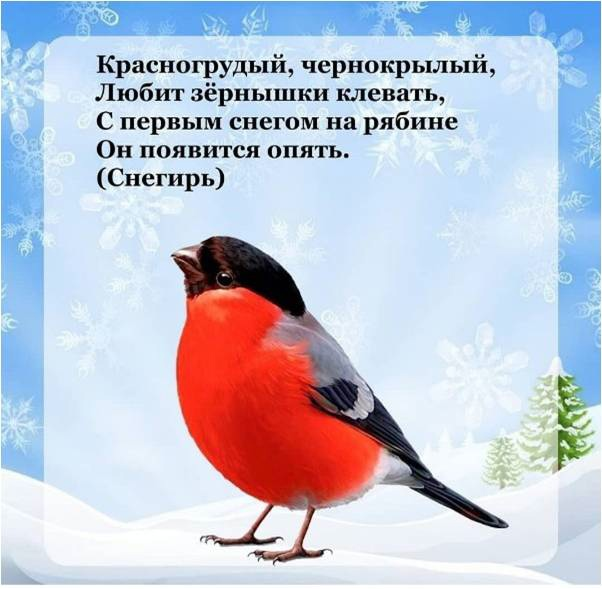 Красногрудый, чернокрылый,
Любит зёрнышки клевать,
С первым снегом на рябине
Он появится опять.
(Снегирь)